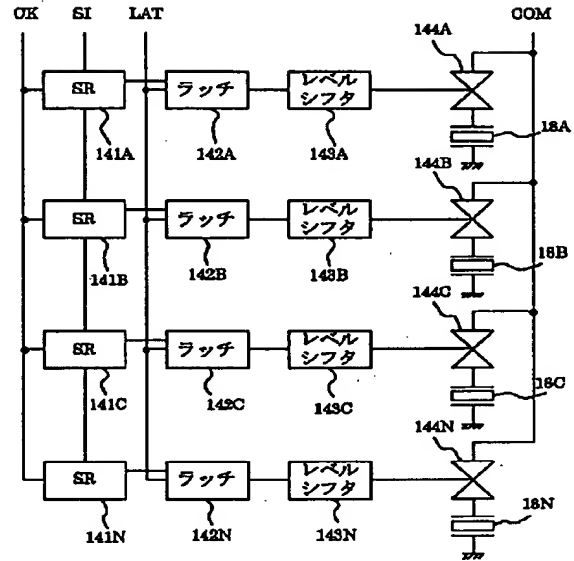 CK SI LAT COM
144A
SR ラッチ レベル
シフタ
18A
141A 142A 143A
144B
SR ラッチ レベル
シフタ
18B
141B 142B 143B
144C
SR ラッチ レベル
シフタ
18C
141C 142C 143C
144N
SR ラッチ レベル
シフタ
18N
141N 142N 143N